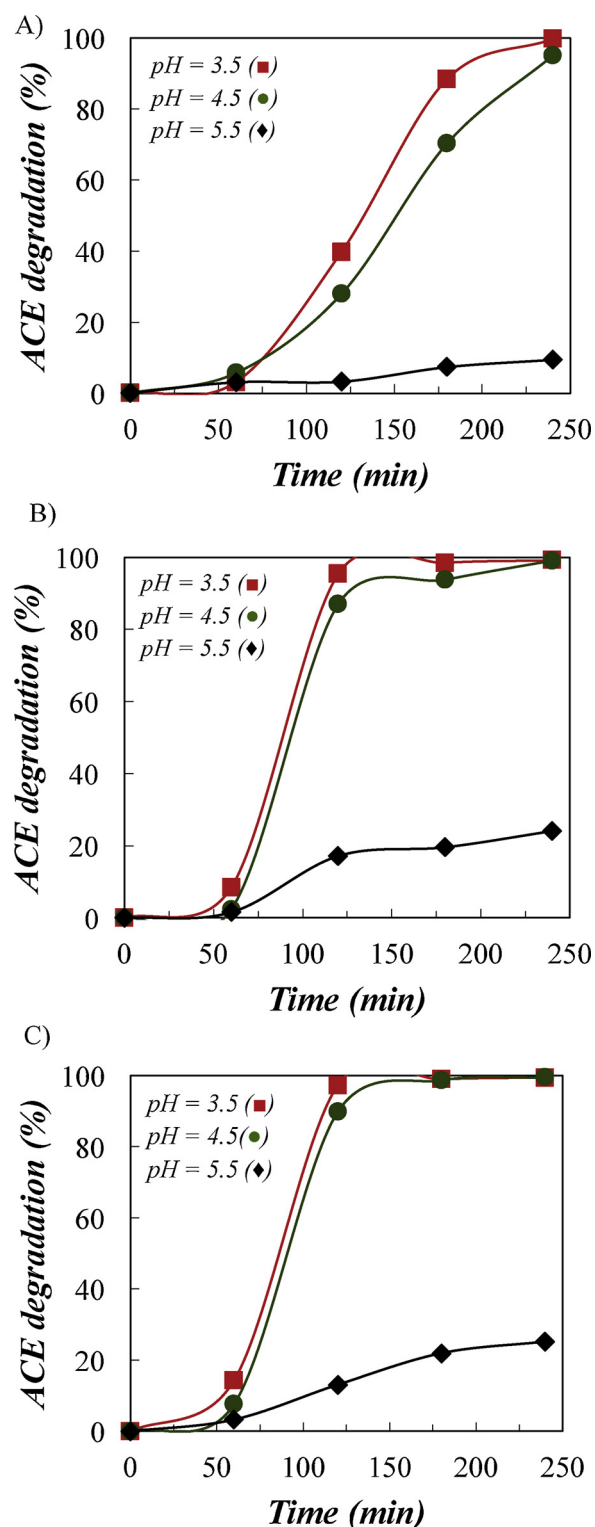 A)
pH = 3.5 (■)
pH = 4.5 (●)
pH = 5.5 (◆)
ACE degradation (%)
100
80
60
40
20
0
0 50 100 150 200 250
Time (min)
B)
pH = 3.5 (■)
pH = 4.5 (●)
pH = 5.5 (◆)
ACE degradation (%)
100
80
60
40
20
0
0 50 100 150 200 250
Time (min)
C)
pH = 3.5 (■)
pH = 4.5(●)
pH = 5.5 (◆)
ACE degradation (%)
100
80
60
40
20
0
0 50 100 150 200 250
Time (min)